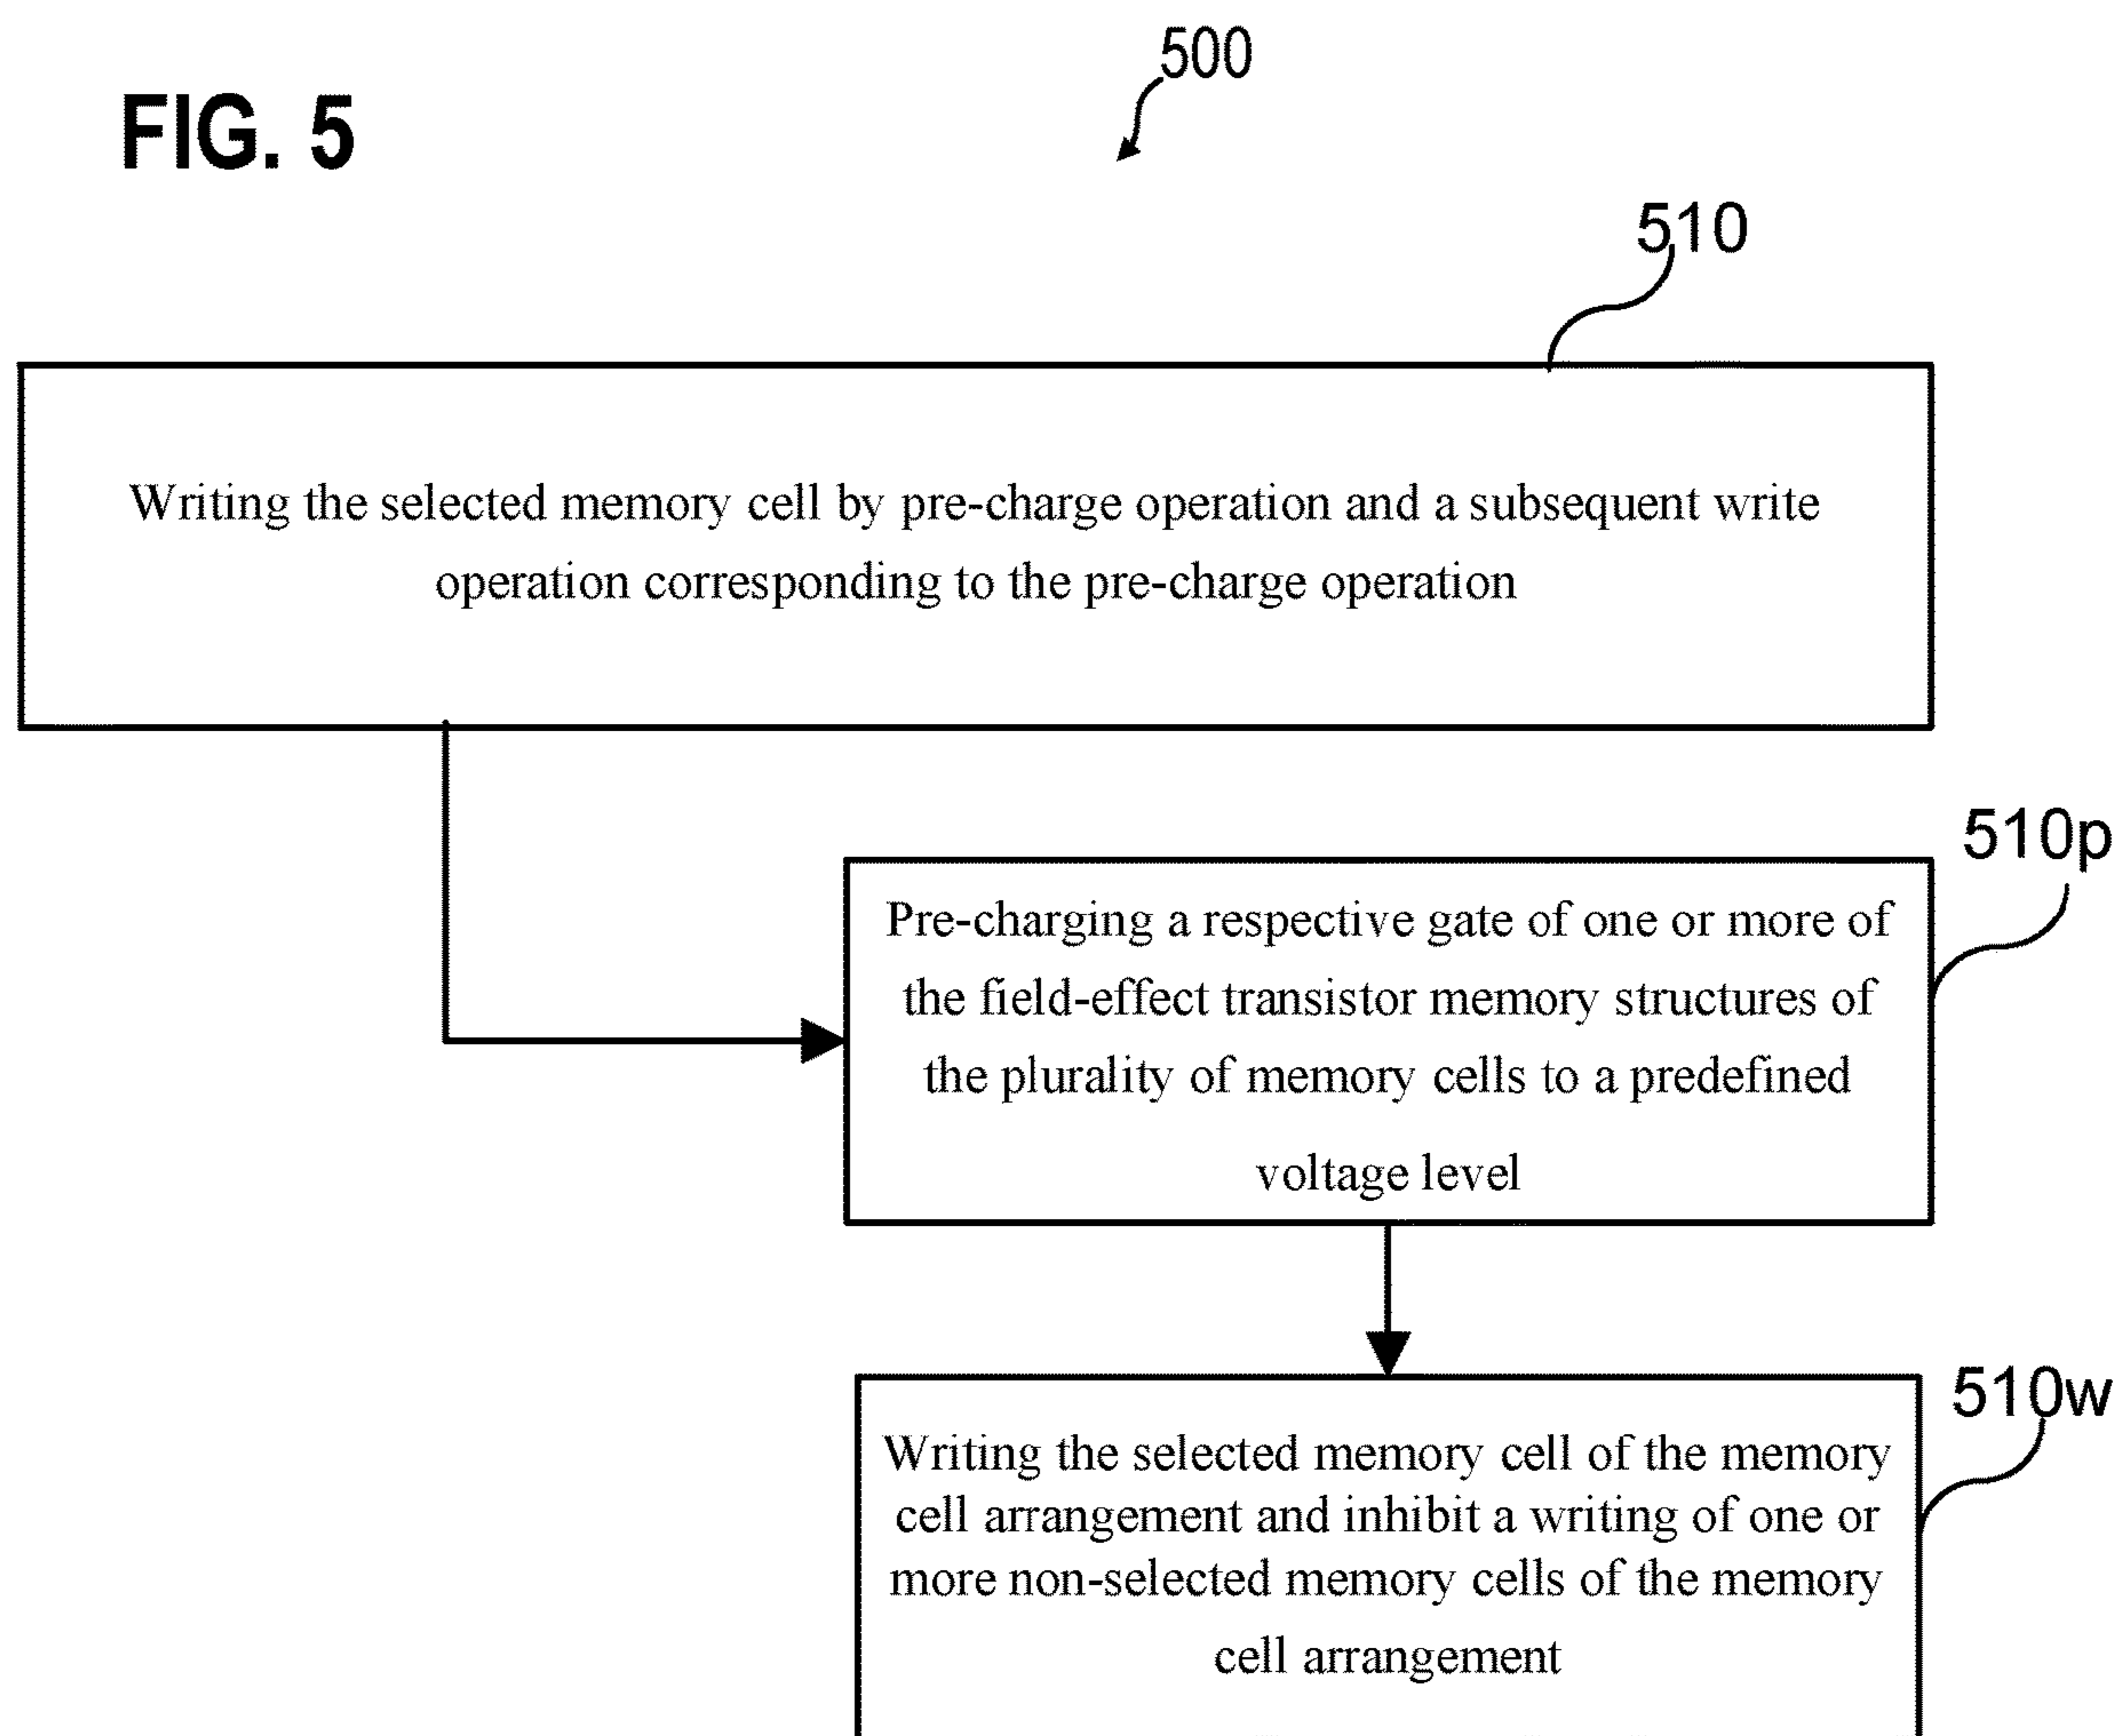 500
FIG. 5
510
Writing the selected memory cell by pre-charge operation and a subsequent write
operation corresponding to the pre-charge operation
510p
Pre-charging a respective gate of one or more of
the field-effect transistor memory structures of
the plurality of memory cells to a predefined
voltage level
510w
Writing the selected memory cell of the memory
cell arrangement and inhibit a writing of one or
more non-selected memory cells of the memory
cell arrangement